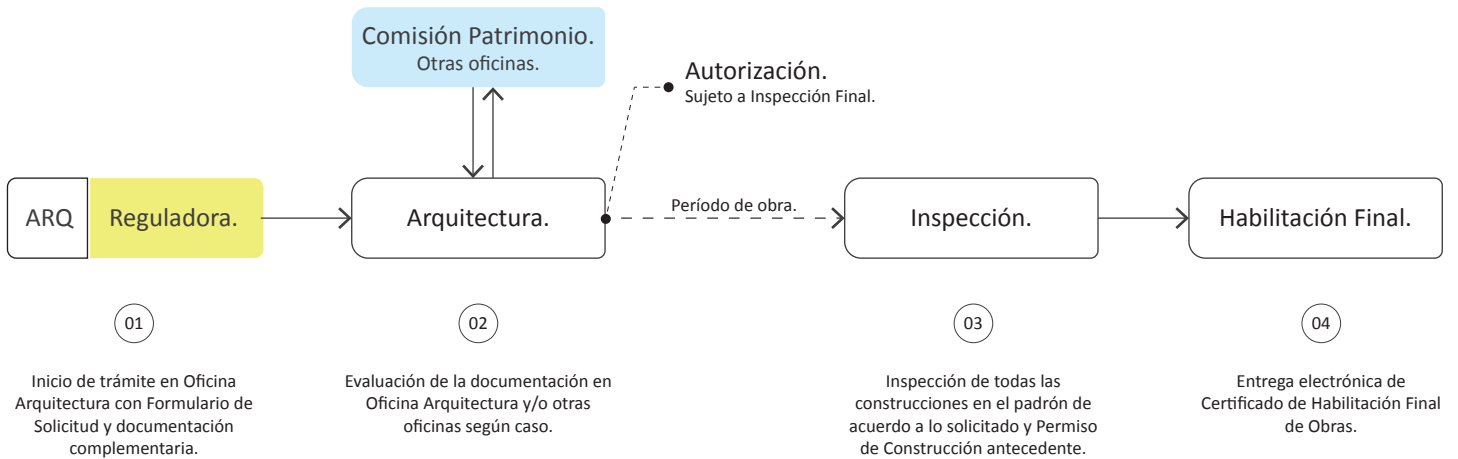 Comisión Patrimonio.
Otras oficinas.
Autorización.
Sujeto a Inspección Final.
ARQ
Reguladora.
Arquitectura.
Período de obra.
Inspección.
Habilitación Final.
01
02
03
04
Inicio de trámite en Oficina
Arquitectura con Formulario de
Solicitud y documentación
complementaria.
Evaluación de la documentación en
Oficina Arquitectura y/o otras
oficinas según caso.
Inspección de todas las
construcciones en el padrón de
acuerdo a lo solicitado y Permiso
de Construcción antecedente.
Entrega electrónica de
Certificado de Habilitación Final
de Obras.